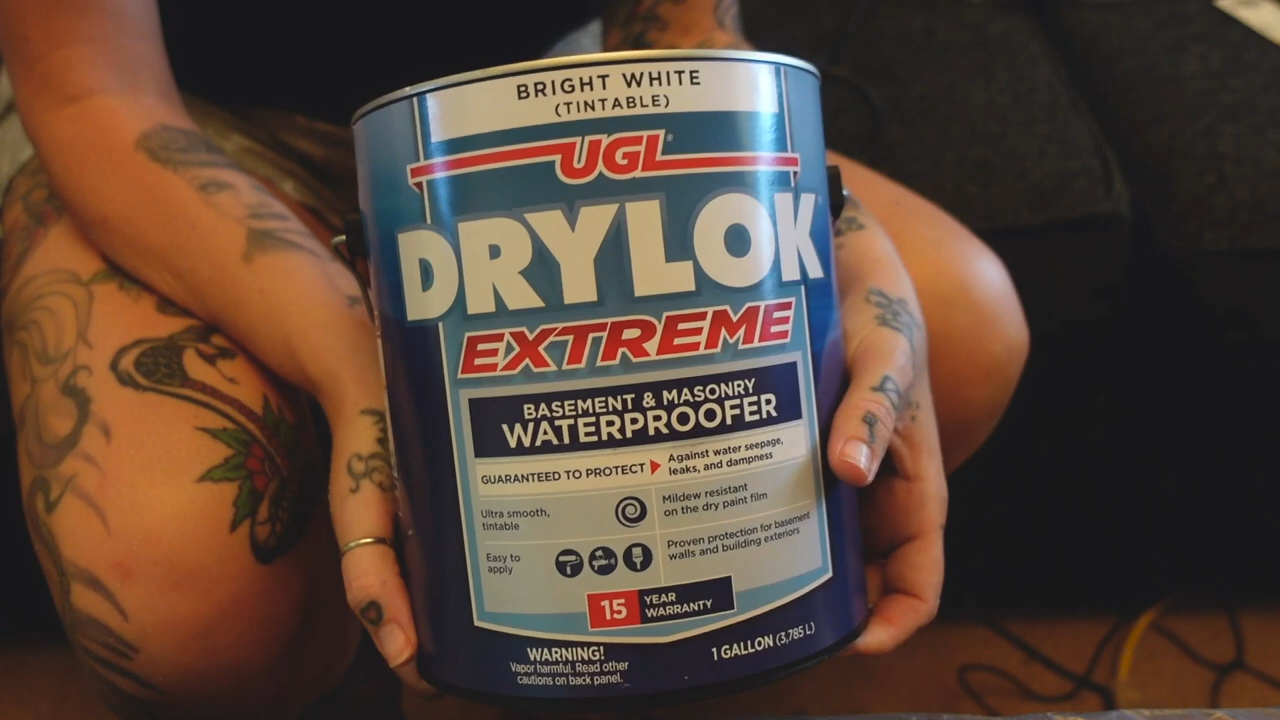 BRIGHT WHITE
(TINTABLE)
UGL®
DRYLOK
EXTREME
BASEMENT & MASONRY
WATERPROOFER
GUARANTEED TO PROTECT
Against water seepage,
leaks, and dampness
Ultra smooth,
tintable
Mildew resistant
on the dry paint film
Easy to
apply
Proven protection for basement
walls and building exteriors
15 YEAR
WARRANTY
WARNING!
Vapor harmful. Read other
cautions on back panel.
1 GALLON (3,785 L)